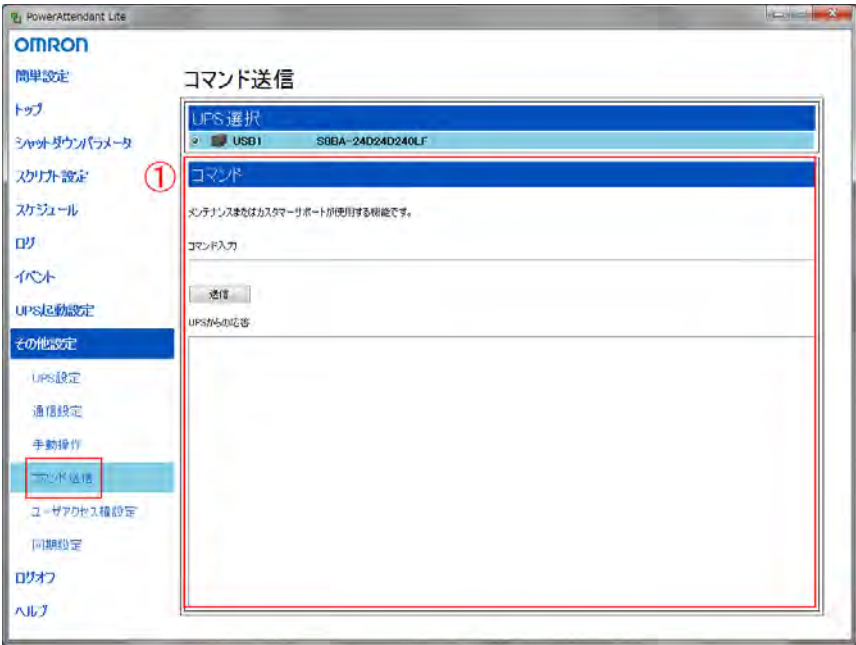 PowerAttendant Lite
OMRON
簡単設定
トップ
シャットダウンパラメータ
スクリプト設定
スケジュール
ログ
イベント
UPS起動設定
その他設定
UPS設定
通信設定
手動操作
コマンド送信
ユーザアクセス権設定
同期設定
ログオフ
ヘルプ
コマンド送信
UPS選択
USB1 S8BA-24D24D240LF
①
コマンド
メンテナンスまたはカスタマーサポートが使用する機能です。
コマンド入力
送信
UPSからの応答